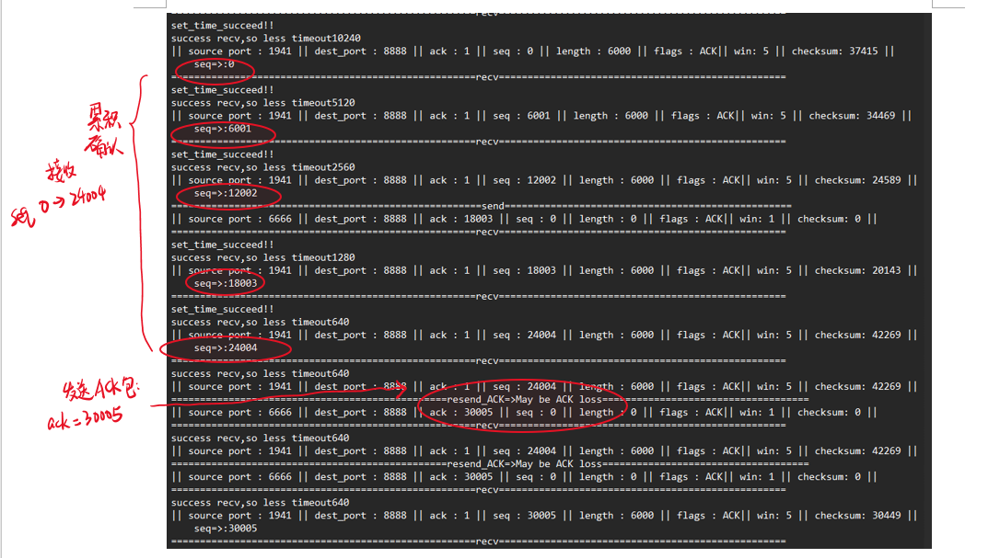 ================recv================
set_time_succeed!!
success recv,so less timeout10240
|| source port : 1941 || dest_port : 8888 || ack : 1 || seq : 0 || length : 6000 || flags : ACK|| win: 5 || checksum: 37415 ||
seq=>:0
================recv================
set_time_succeed!!
success recv,so less timeout5120
|| source port : 1941 || dest_port : 8888 || ack : 1 || seq : 6001 || length : 6000 || flags : ACK|| win: 5 || checksum: 34469 ||
seq=>:6001
================recv================
set_time_succeed!!
success recv,so less timeout2560
|| source port : 1941 || dest_port : 8888 || ack : 1 || seq : 12002 || length : 6000 || flags : ACK|| win: 5 || checksum: 24589 ||
seq=>:12002
================send================
|| source port : 6666 || dest_port : 8888 || ack : 18003 || seq : 0 || length : 0 || flags : ACK|| win: 1 || checksum: 0 ||
================recv================
set_time_succeed!!
success recv,so less timeout1280
|| source port : 1941 || dest_port : 8888 || ack : 1 || seq : 18003 || length : 6000 || flags : ACK|| win: 5 || checksum: 20143 ||
seq=>:18003
================recv================
set_time_succeed!!
success recv,so less timeout640
|| source port : 1941 || dest_port : 8888 || ack : 1 || seq : 24004 || length : 6000 || flags : ACK|| win: 5 || checksum: 42269 ||
seq=>:24004
================recv================
success recv,so less timeout640
|| source port : 1941 || dest_port : 8888 || ack : 1 || seq : 24004 || length : 6000 || flags : ACK|| win: 5 || checksum: 42269 ||
================resend_ACK=>May be ACK loss================
|| source port : 6666 || dest_port : 8888 || ack : 30005 || seq : 0 || length : 0 || flags : ACK|| win: 1 || checksum: 0 ||
================recv================
success recv,so less timeout640
|| source port : 1941 || dest_port : 8888 || ack : 1 || seq : 24004 || length : 6000 || flags : ACK|| win: 5 || checksum: 42269 ||
================resend_ACK=>May be ACK loss================
|| source port : 6666 || dest_port : 8888 || ack : 30005 || seq : 0 || length : 0 || flags : ACK|| win: 1 || checksum: 0 ||
================recv================
success recv,so less timeout640
|| source port : 1941 || dest_port : 8888 || ack : 1 || seq : 30005 || length : 6000 || flags : ACK|| win: 5 || checksum: 30449 ||
seq=>:30005
================recv================
累积
确认
接收
seq 0→24004
发送ACK包:
ack=30005